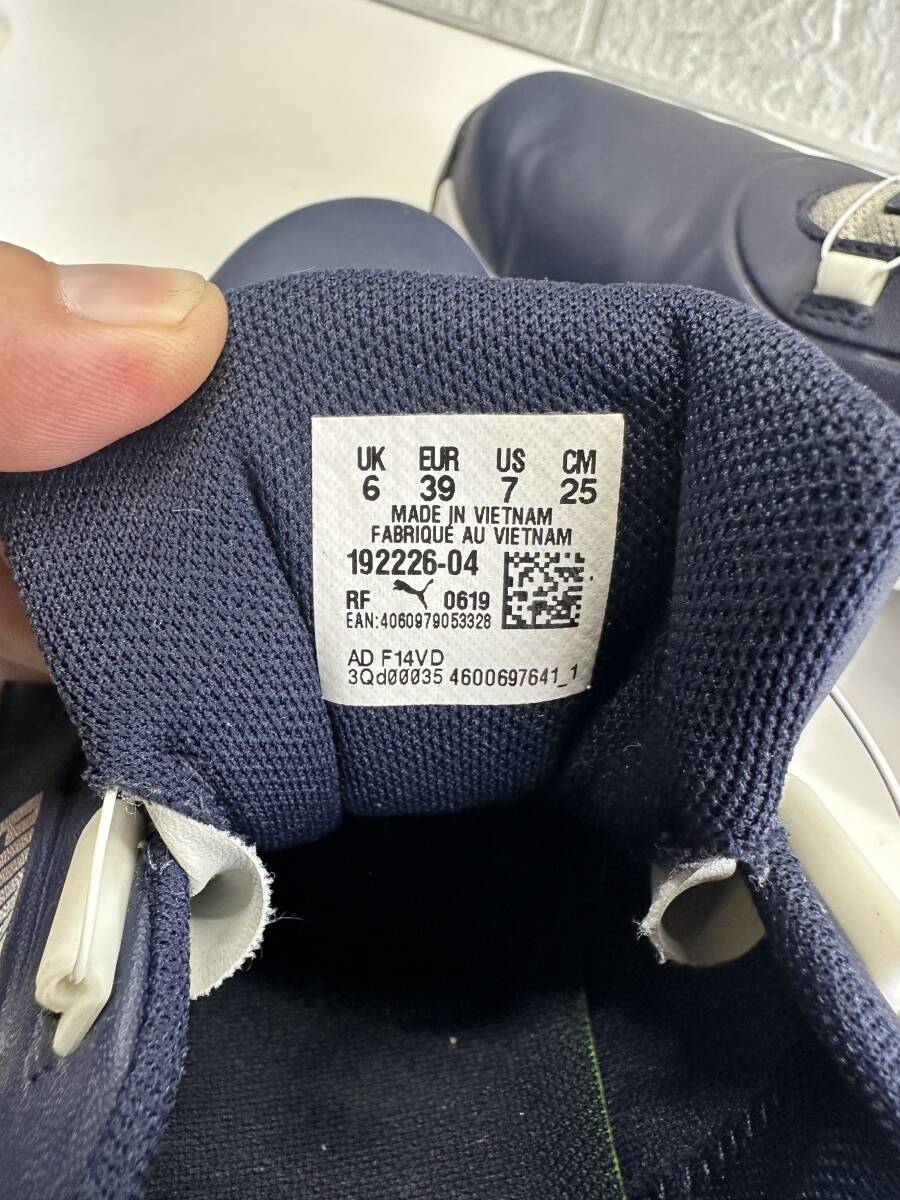 UK EUR US CM
6 39 7 25
MADE IN VIETNAM
FABRIQUÉ AU VIETNAM
192226-04
RF 0619
EAN:4060979053328
AD F14VD
3Qd00035 4600697641_1